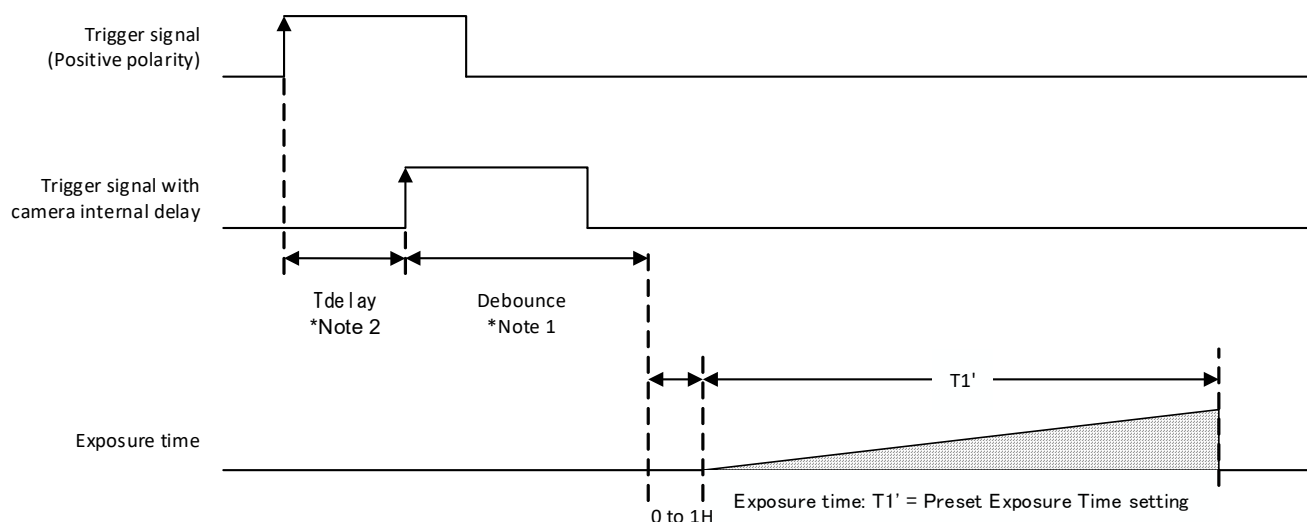 Trigger signal
(Positive polarity)
Trigger signal with
camera internal delay
Tdelay
*Note 2
Debounce
*Note 1
T1'
Exposure time
0 to 1H
Exposure time: T1' = Preset Exposure Time setting